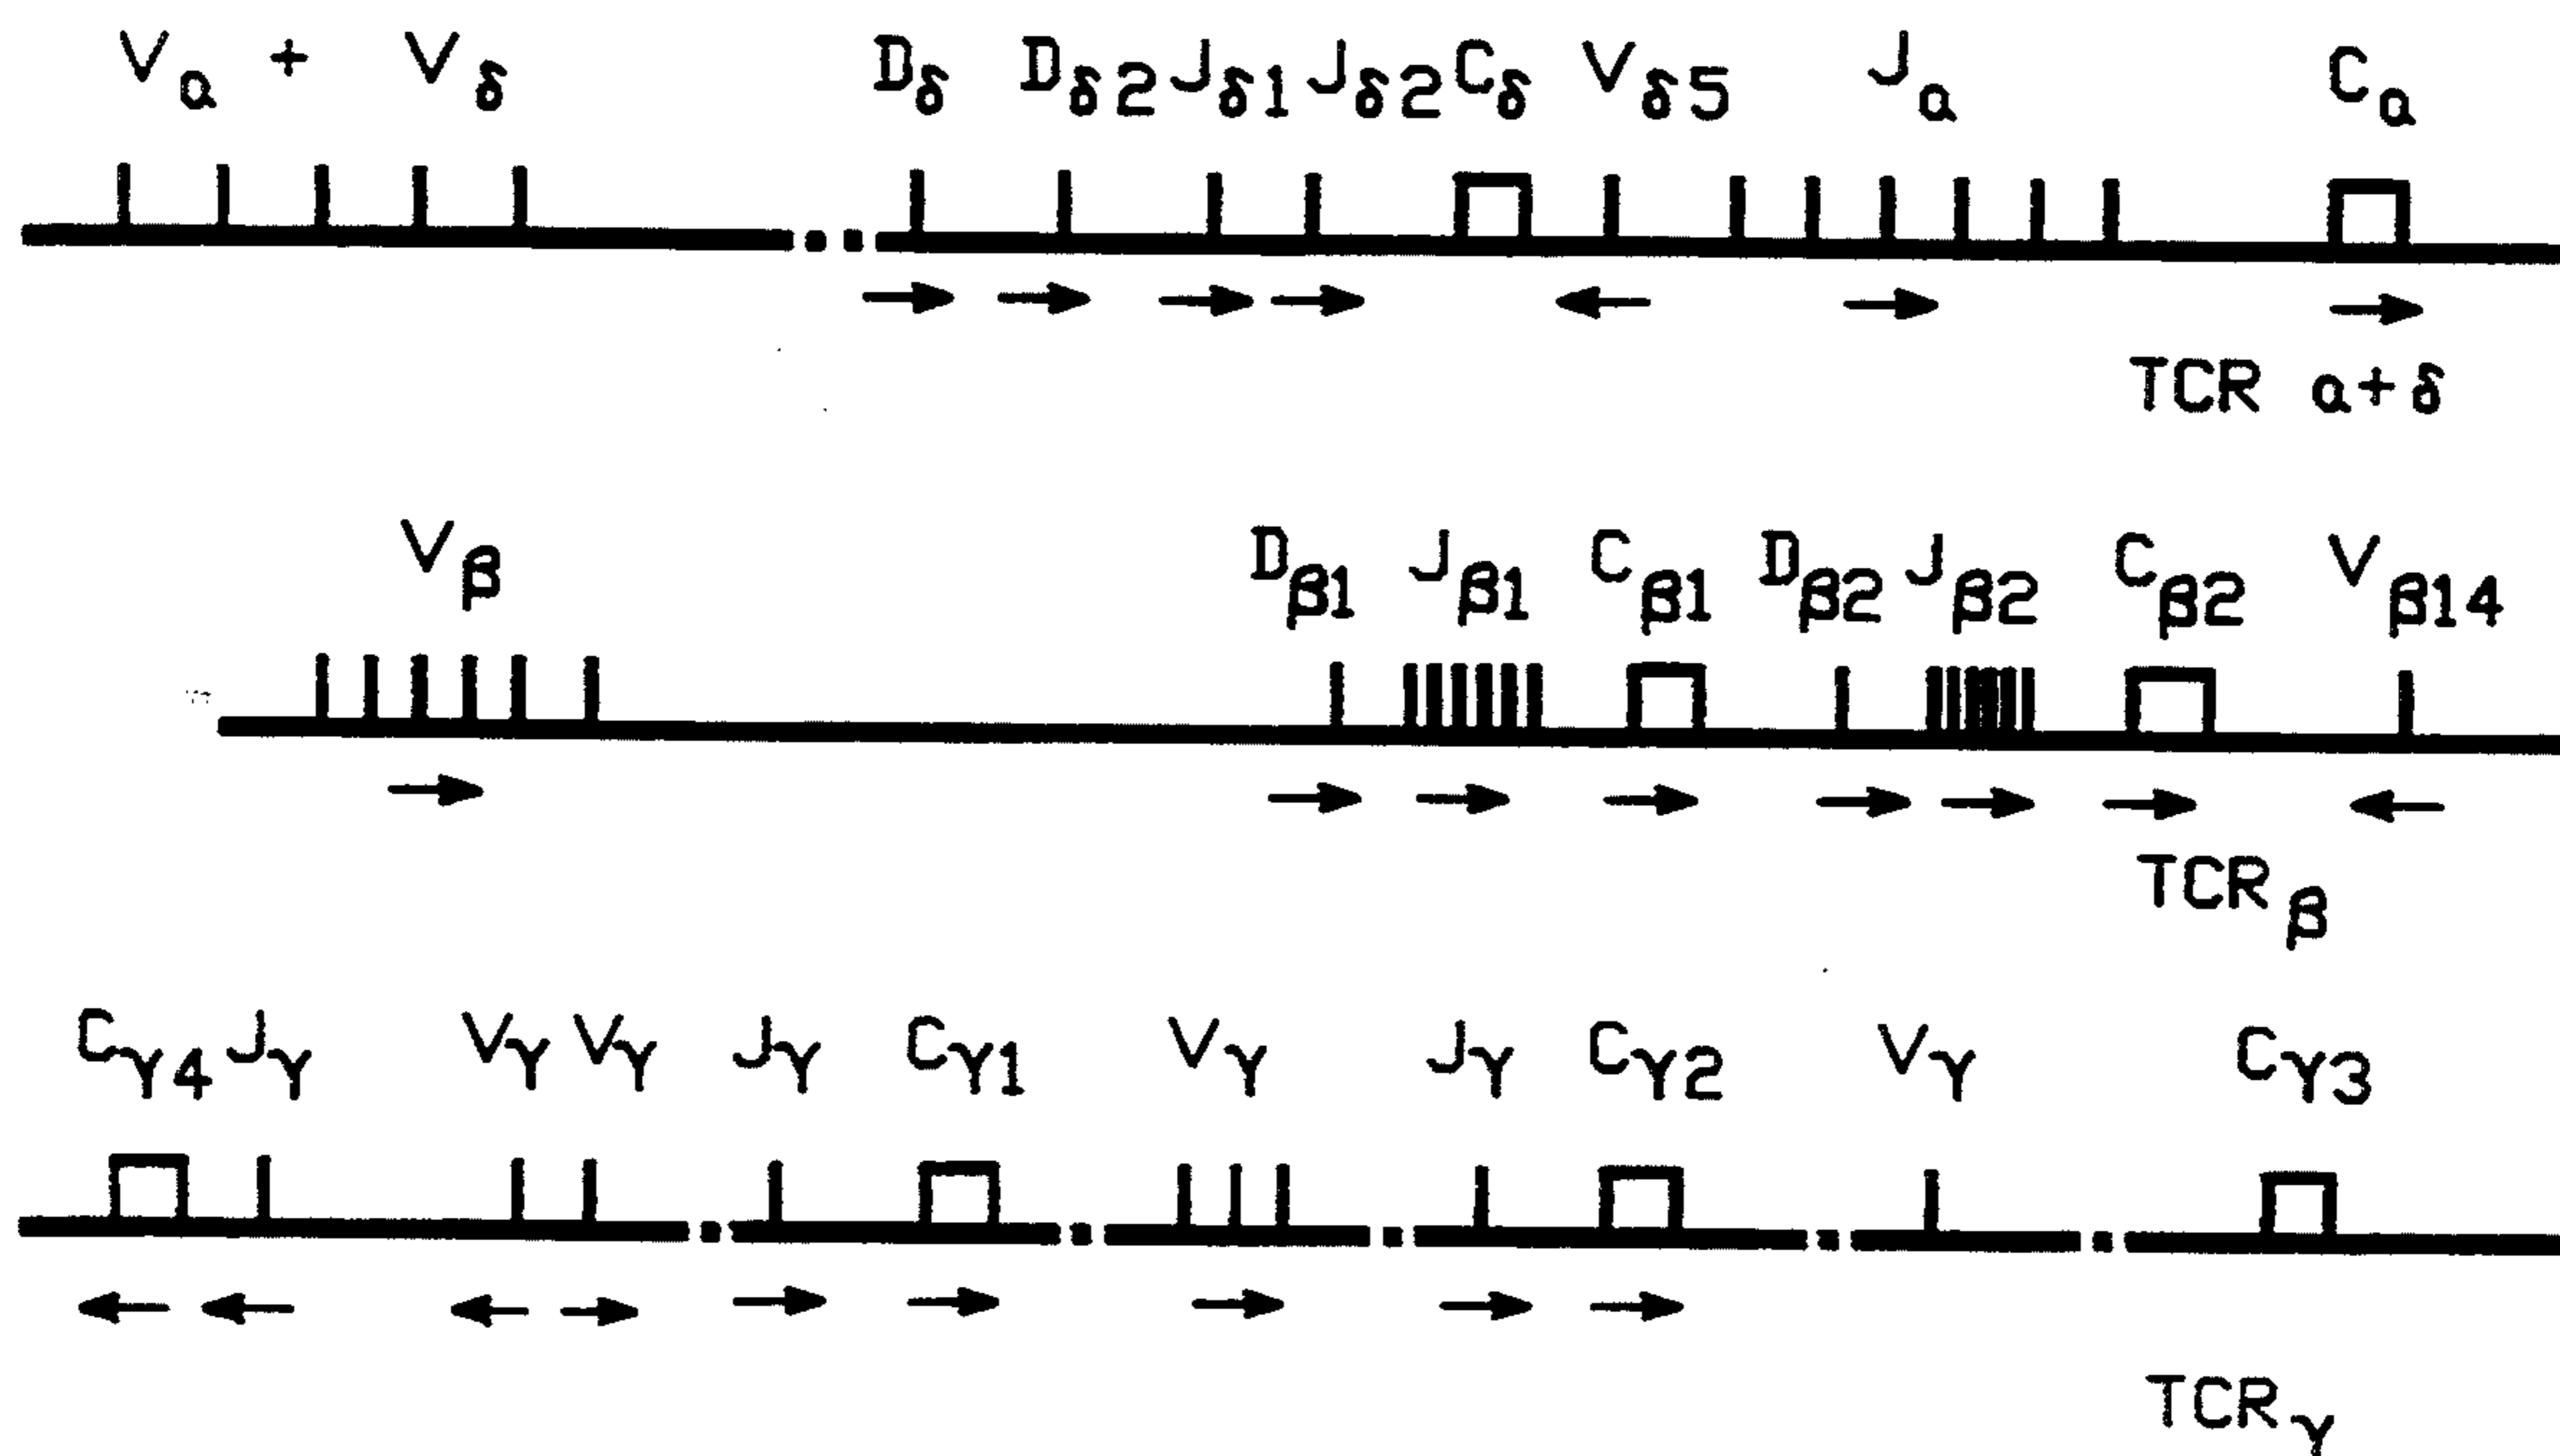 Vα + Vδ Dδ Dδ2 Jδ1 Jδ2 Cδ Vδ5 Jα Cα
TCR α+δ
Vβ Dβ1 Jβ1 Cβ1 Dβ2 Jβ2 Cβ2 Vβ14
TCRβ
Cγ4 Jγ Vγ Vγ Jγ Cγ1 Vγ Jγ Cγ2 Vγ Cγ3
TCRγ